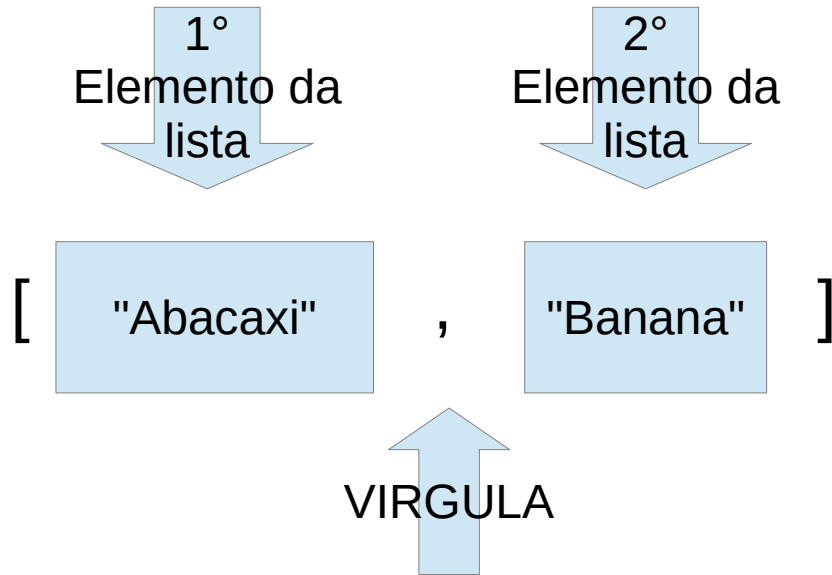 1°
Elemento da
lista
2°
Elemento da
lista
[ "Abacaxi" , "Banana" ]
VIRGULA